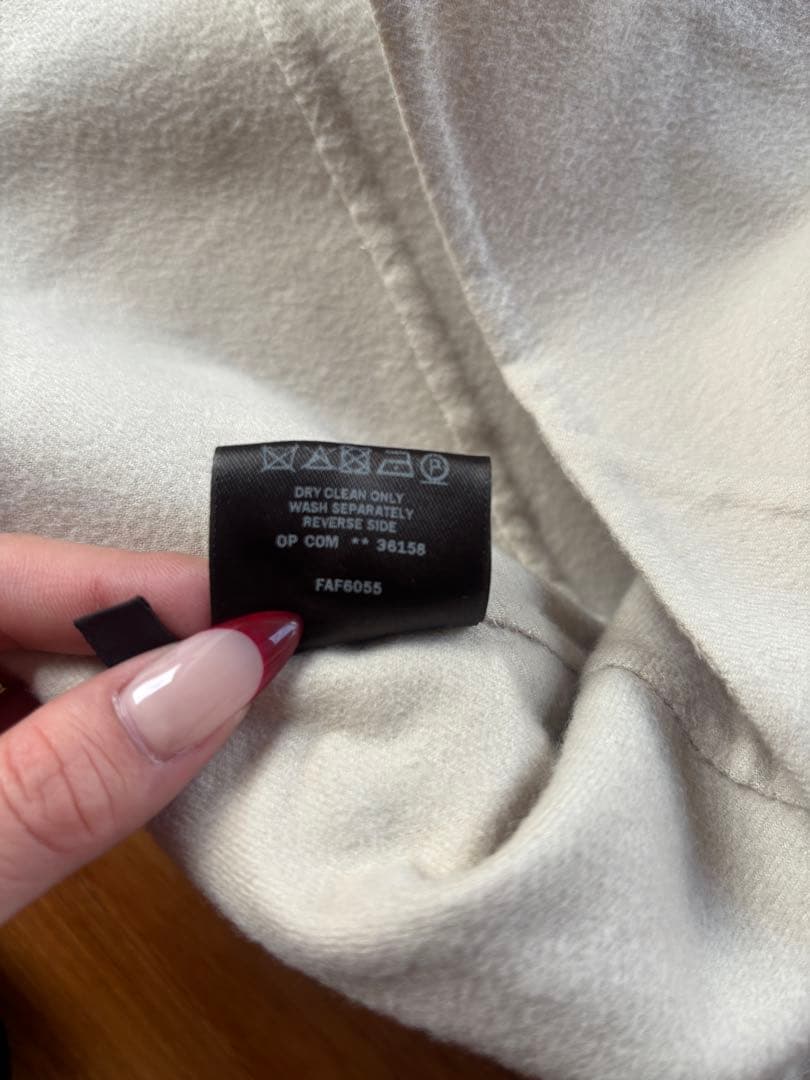 P
DRY CLEAN ONLY
WASH SEPARATELY
REVERSE SIDE
OP COM ** 36158
FAF6055